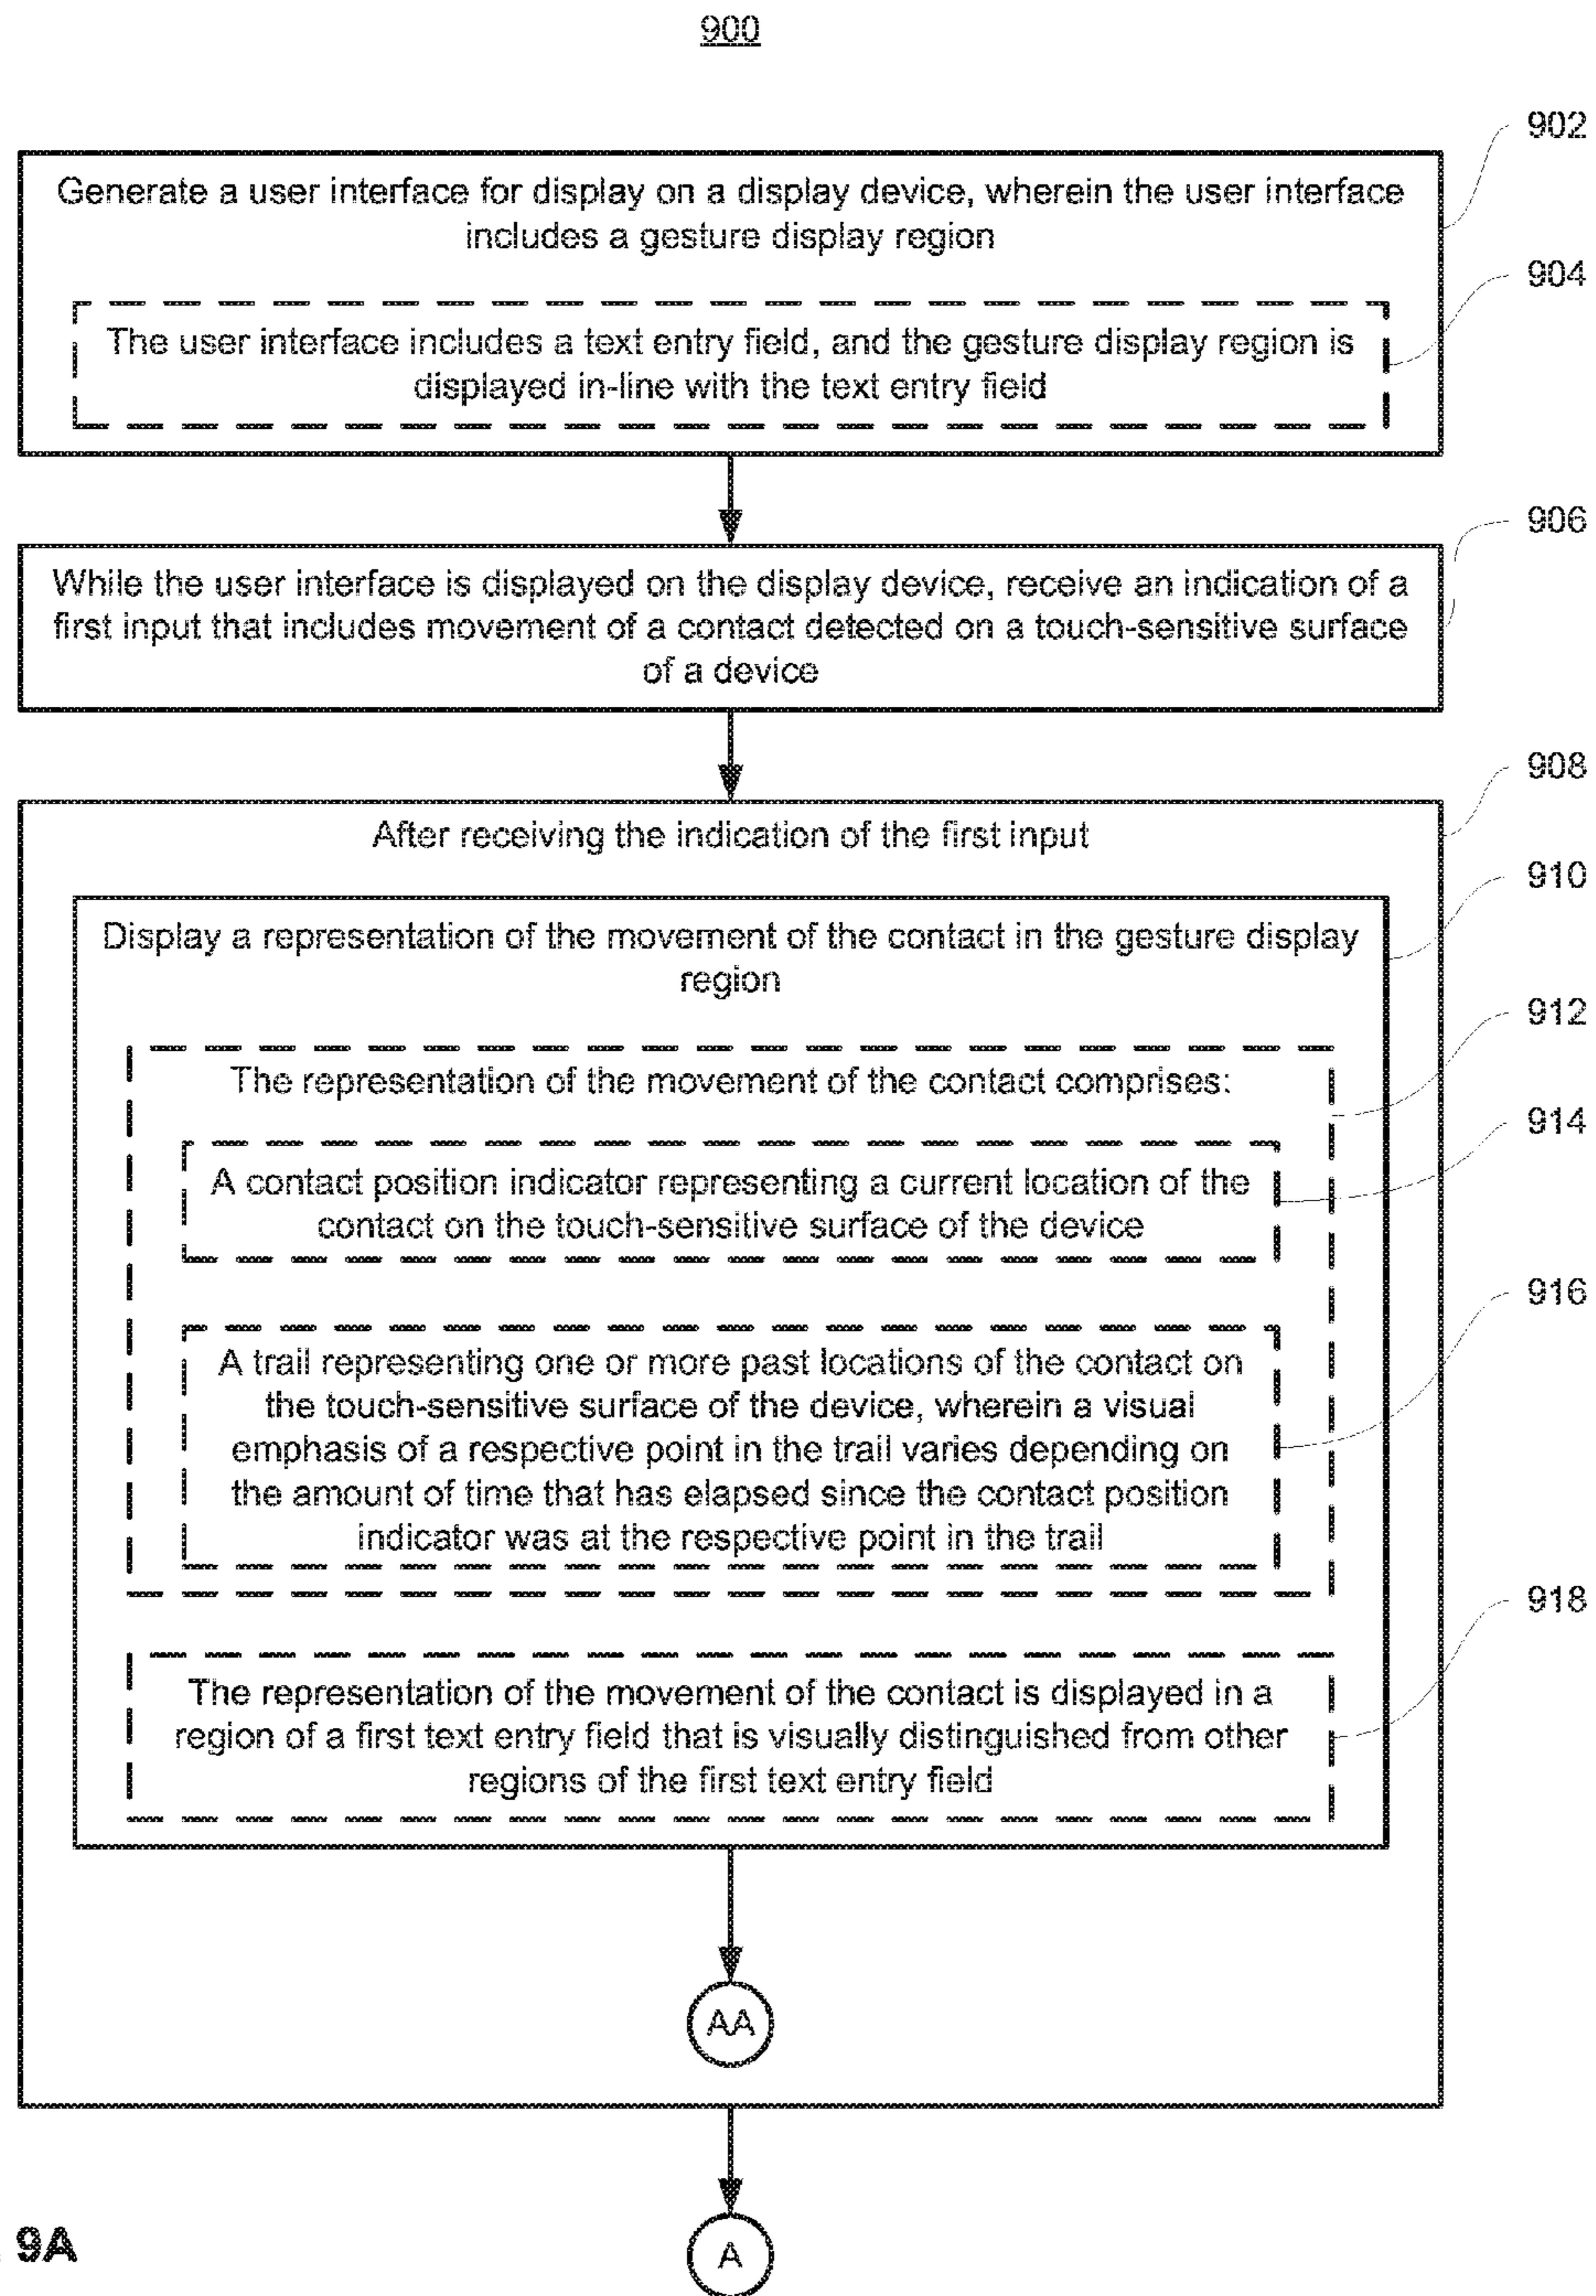 900
902
Generate a user interface for display on a display device, wherein the user interface
includes a gesture display region
904
The user interface includes a text entry field, and the gesture display region is
displayed in-line with the text entry field
906
While the user interface is displayed on the display device, receive an indication of a
first input that includes movement of a contact detected on a touch-sensitive surface
of a device
908
After receiving the indication of the first input
910
Display a representation of the movement of the contact in the gesture display
region
912
The representation of the movement of the contact comprises:
914
A contact position indicator representing a current location of the
contact on the touch-sensitive surface of the device
916
A trail representing one or more past locations of the contact on
the touch-sensitive surface of the device, wherein a visual
emphasis of a respective point in the trail varies depending on
the amount of time that has elapsed since the contact position
indicator was at the respective point in the trail
918
The representation of the movement of the contact is displayed in a
region of a first text entry field that is visually distinguished from other
regions of the first text entry field
AA
9A
A